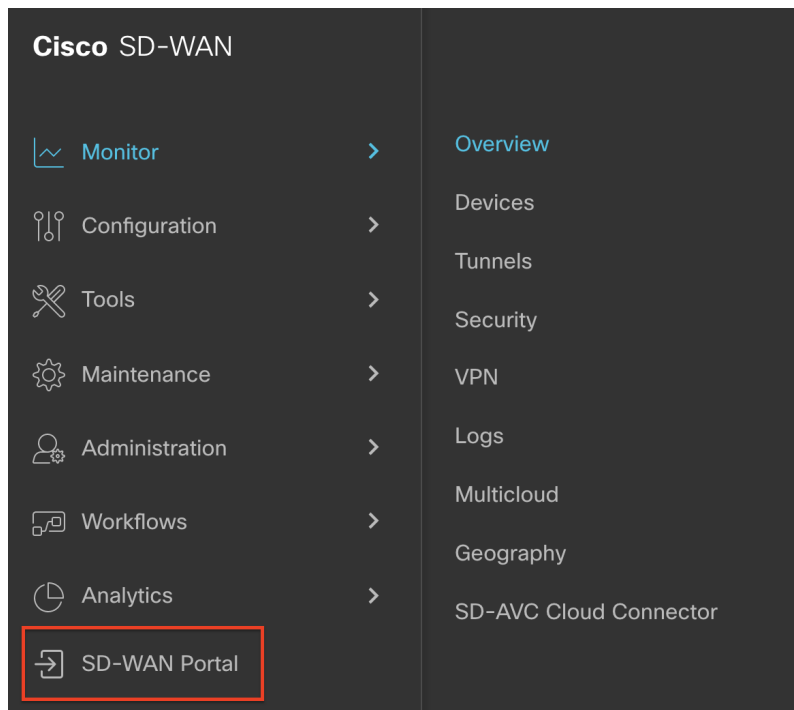 Cisco SD-WAN
Monitor
Configuration
Tools
Maintenance
Administration
Workflows
Analytics
SD-WAN Portal
Overview
Devices
Tunnels
Security
VPN
Logs
Multicloud
Geography
SD-AVC Cloud Connector